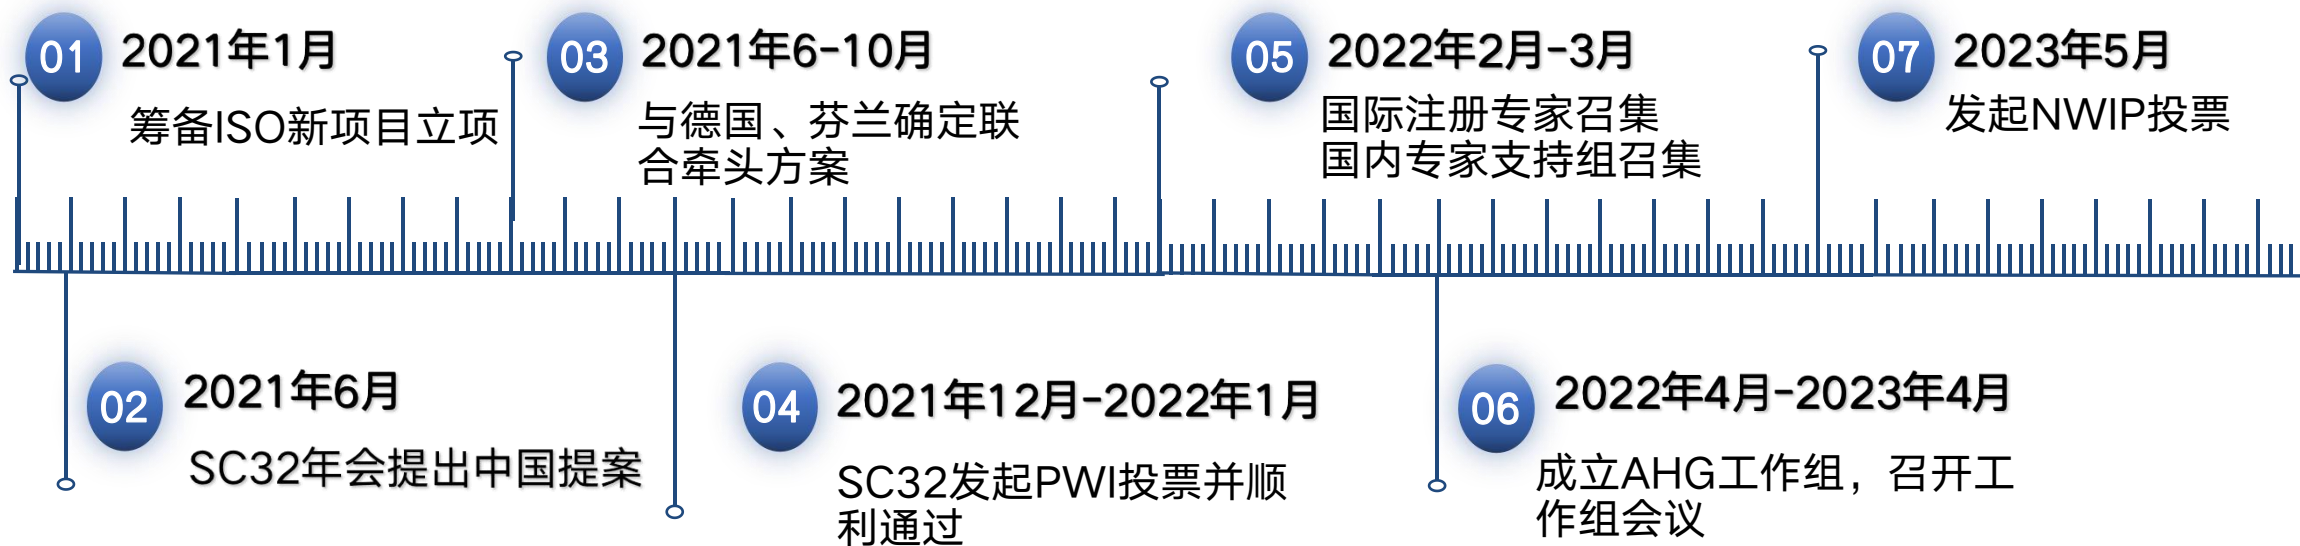 01
2021年1月
筹备ISO新项目立项
02
2021年6月
SC32年会提出中国提案
03
2021年6-10月
与德国、芬兰确定联
合牵头方案
04
2021年12月-2022年1月
SC32发起PWI投票并顺
利通过
05
2022年2月-3月
国际注册专家召集
国内专家支持组召集
06
2022年4月-2023年4月
成立AHG工作组，召开工
作组会议
07
2023年5月
发起NWIP投票